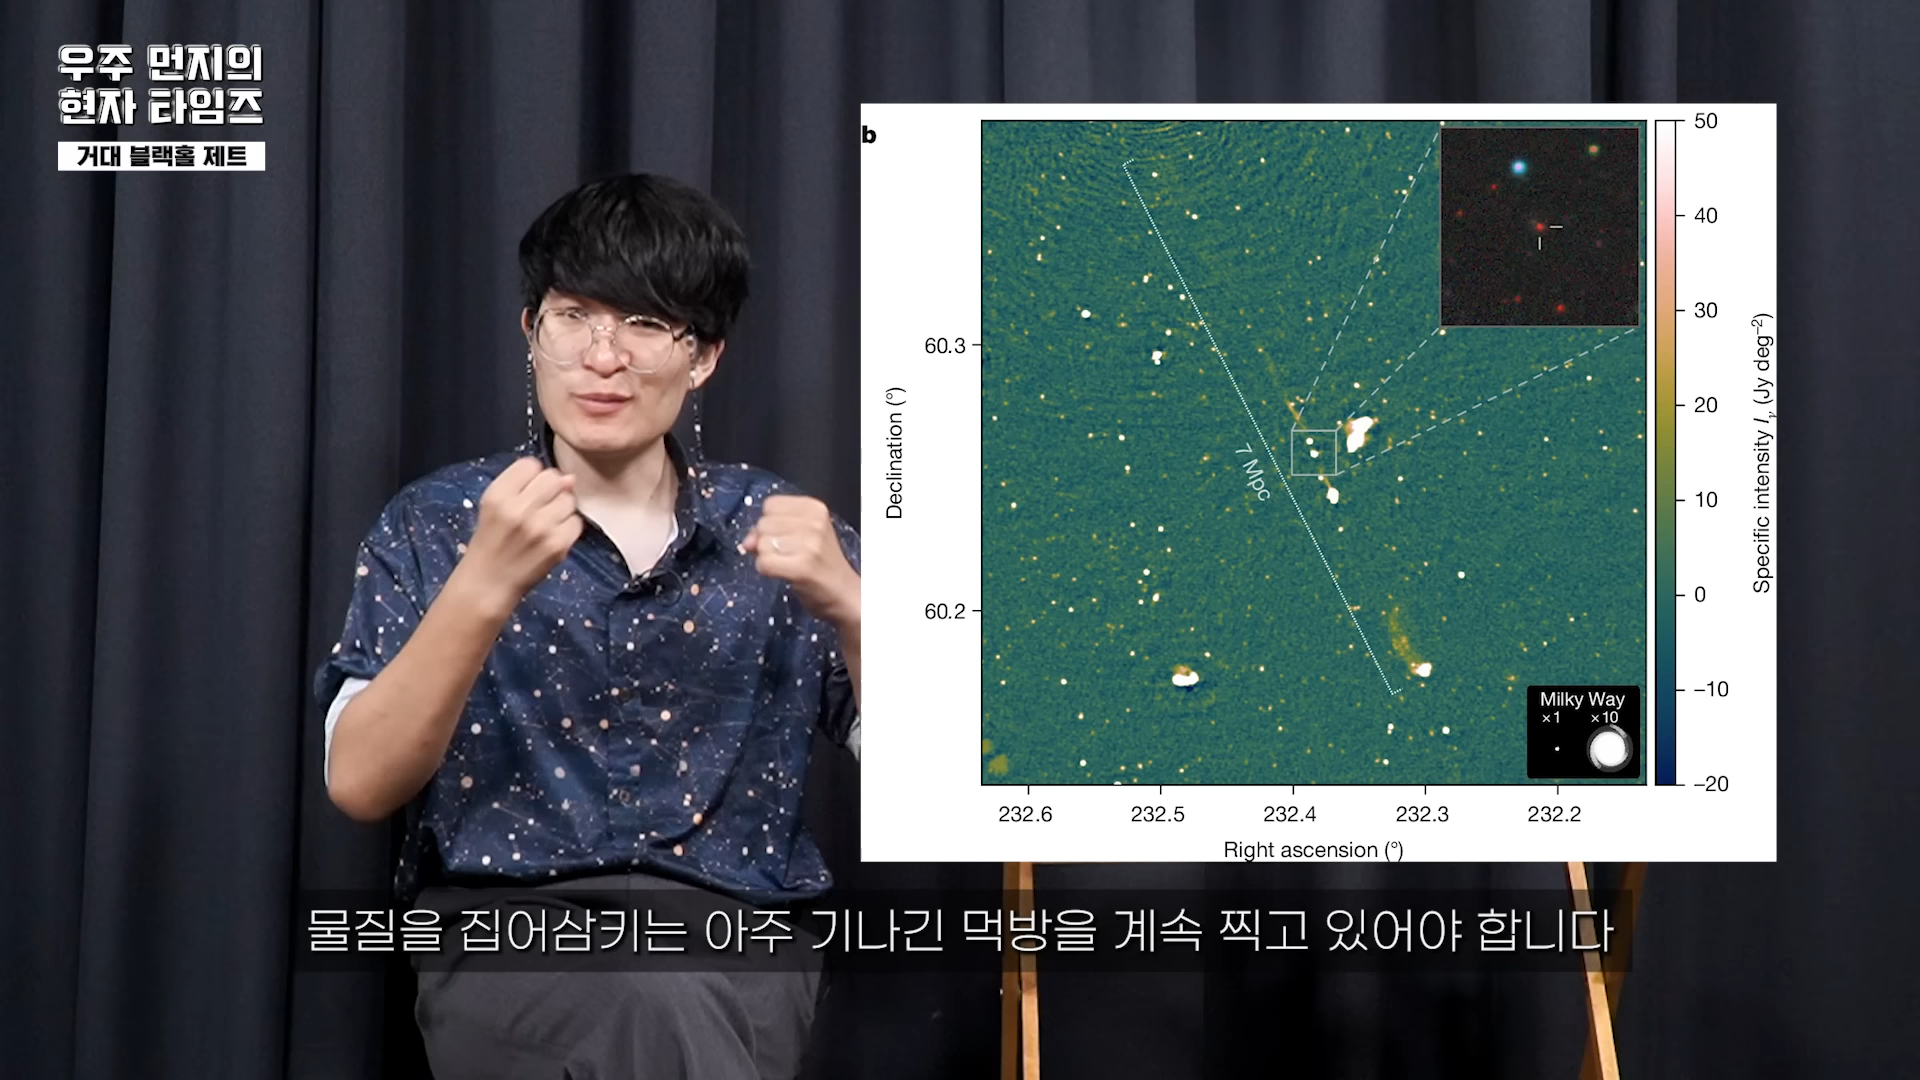 우주 먼지의
현자 타임즈
거대 블랙홀 제트
b
50
40
30
20
10
0
−10
−20
Specific intensity Iν (Jy deg−2)
60.3
60.2
Declination (°)
7 Mpc
Milky Way
×1 ×10
232.6 232.5 232.4 232.3 232.2
Right ascension (°)
물질을 집어삼키는 아주 기나긴 먹방을 계속 찍고 있어야 합니다